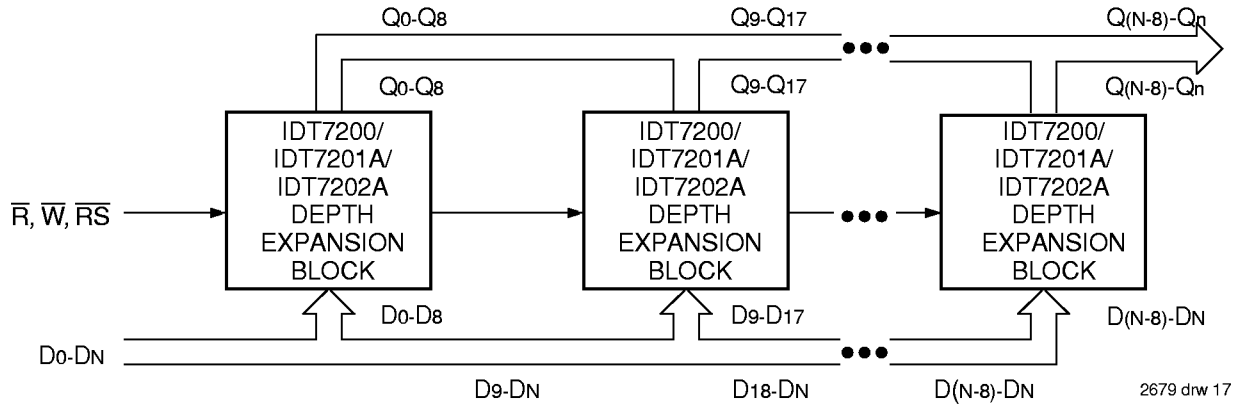 Q0-Q8 Q9-Q17 Q(N-8)-Qn
Q0-Q8 Q9-Q17 Q(N-8)-Qn
IDT7200/
IDT7201A/
IDT7202A
DEPTH
EXPANSION
BLOCK
IDT7200/
IDT7201A/
IDT7202A
DEPTH
EXPANSION
BLOCK
IDT7200/
IDT7201A/
IDT7202A
DEPTH
EXPANSION
BLOCK
R̅, W̅, R̅S̅
D0-D8 D9-D17 D(N-8)-DN
D0-DN
D9-DN D18-DN D(N-8)-DN
2679 drw 17